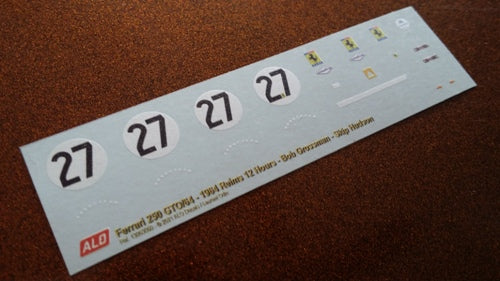 27 27 27 27
ALD
Ferrari 250 GTO/64 - 1964 Reims 12 Hours - Bob Grossman - Skip Hudson